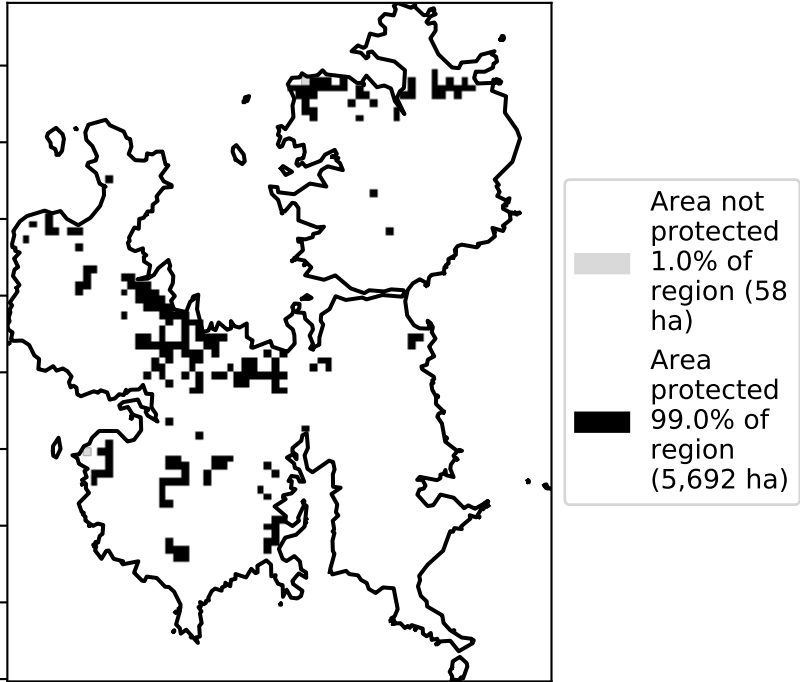 Area not
protected
1.0% of
region (58
ha)
Area
protected
99.0% of
region
(5,692 ha)